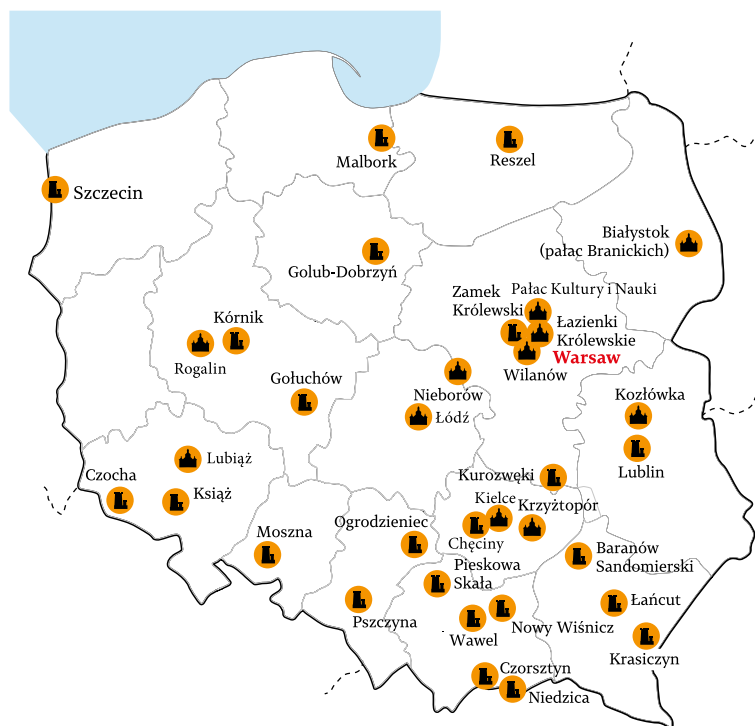 Malbork
Reszel
Szczecin
Białystok
(pałac Branickich)
Golub-Dobrzyń
Pałac Kultury i Nauki
Zamek
Królewski
Łazienki
Królewskie
Warsaw
Wilanów
Kórnik
Rogalin
Gołuchów
Nieborów
Łódź
Kozłówka
Lublin
Lubiąż
Czocha
Książ
Kurozwęki
Kielce
Krzyżtopór
Chęciny
Moszna
Ogrodzieniec
Pieskowa
Skała
Baranów
Sandomierski
Pszczyna
Wawel
Nowy Wiśnicz
Łańcut
Krasiczyn
Czorsztyn
Niedzica